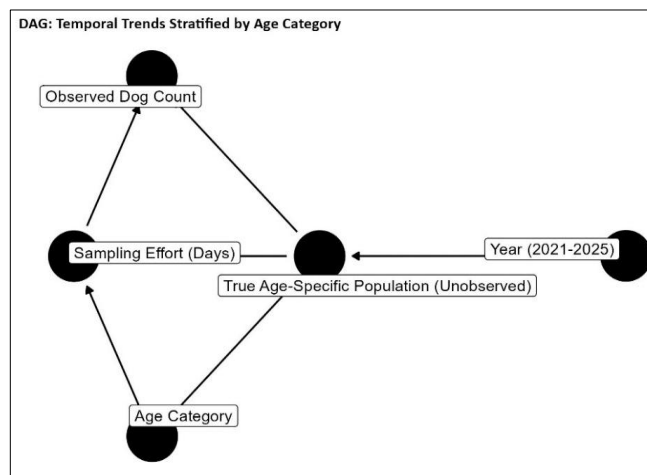 DAG: Temporal Trends Stratified by Age Category
Observed Dog Count
Sampling Effort (Days)
Year (2021-2025)
True Age-Specific Population (Unobserved)
Age Category